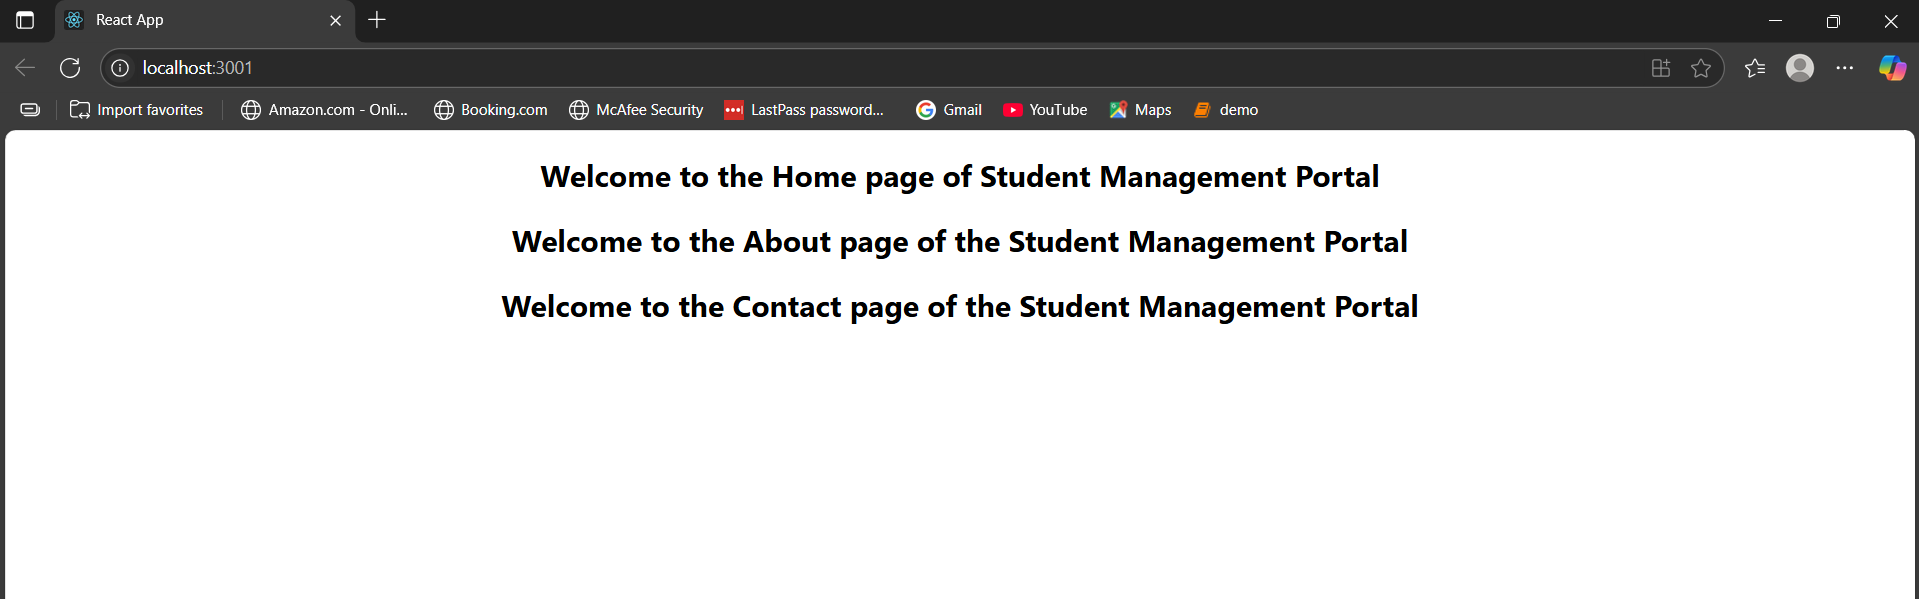 React App
localhost:3001
Import favorites Amazon.com - Onli... Booking.com McAfee Security LastPass password... Gmail YouTube Maps demo
Welcome to the Home page of Student Management Portal
Welcome to the About page of the Student Management Portal
Welcome to the Contact page of the Student Management Portal